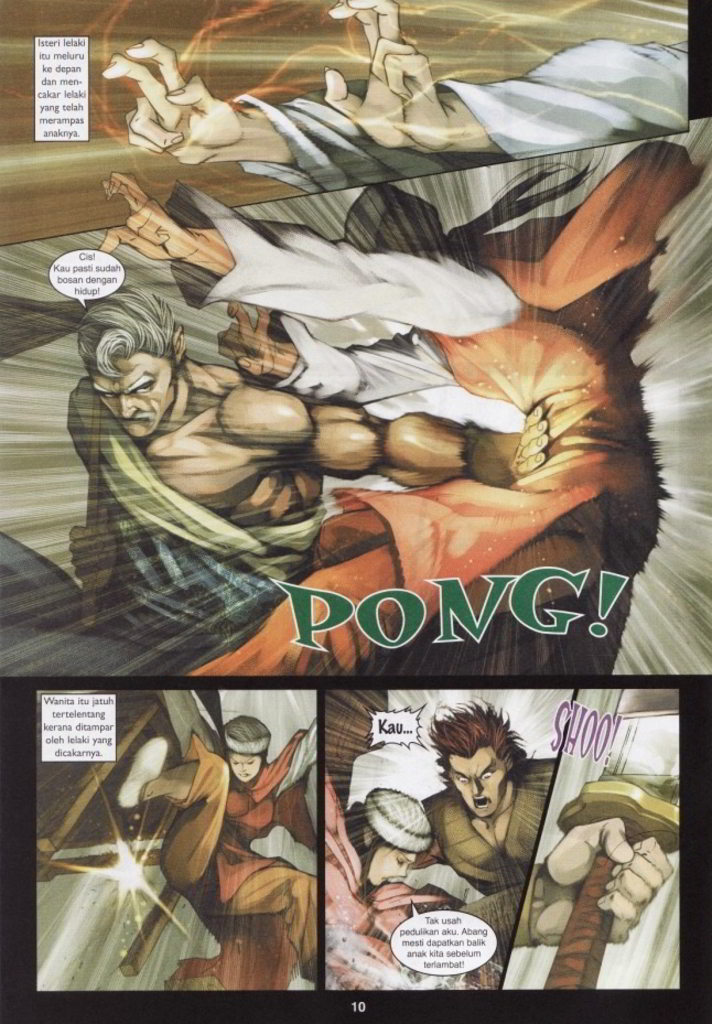 Isteri lelaki
itu meluru
ke depan
dan men-
cakar lelaki
yang telah
merampas
anaknya.
Cis!
Kau pasti sudah
bosan dengan
hidup!
PONG!
Wanita itu jatuh
tertelentang
kerana ditampar
oleh lelaki yang
dicakarnya.
Kau...
Tak usah
pedulikan aku. Abang
mesti dapatkan balik
anak kita sebelum
terlambat!
SHOO!
10